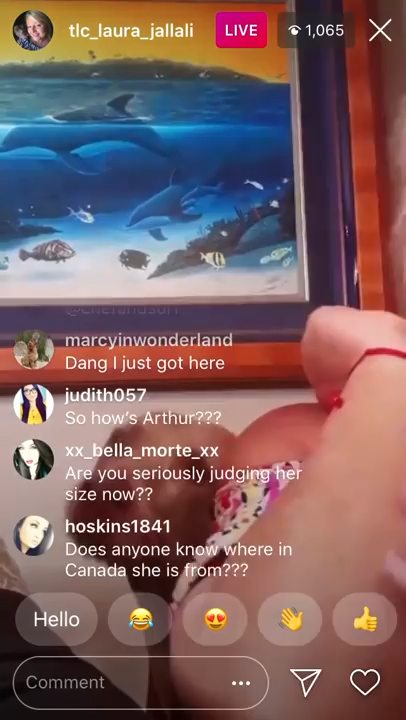 tlc_laura_jallali LIVE 1,065
marcyinwonderland
Dang I just got here
judith057
So how's Arthur???
xx_bella_morte_xx
Are you seriously judging her
size now??
hoskins1841
Does anyone know where in
Canada she is from???
Hello
Comment